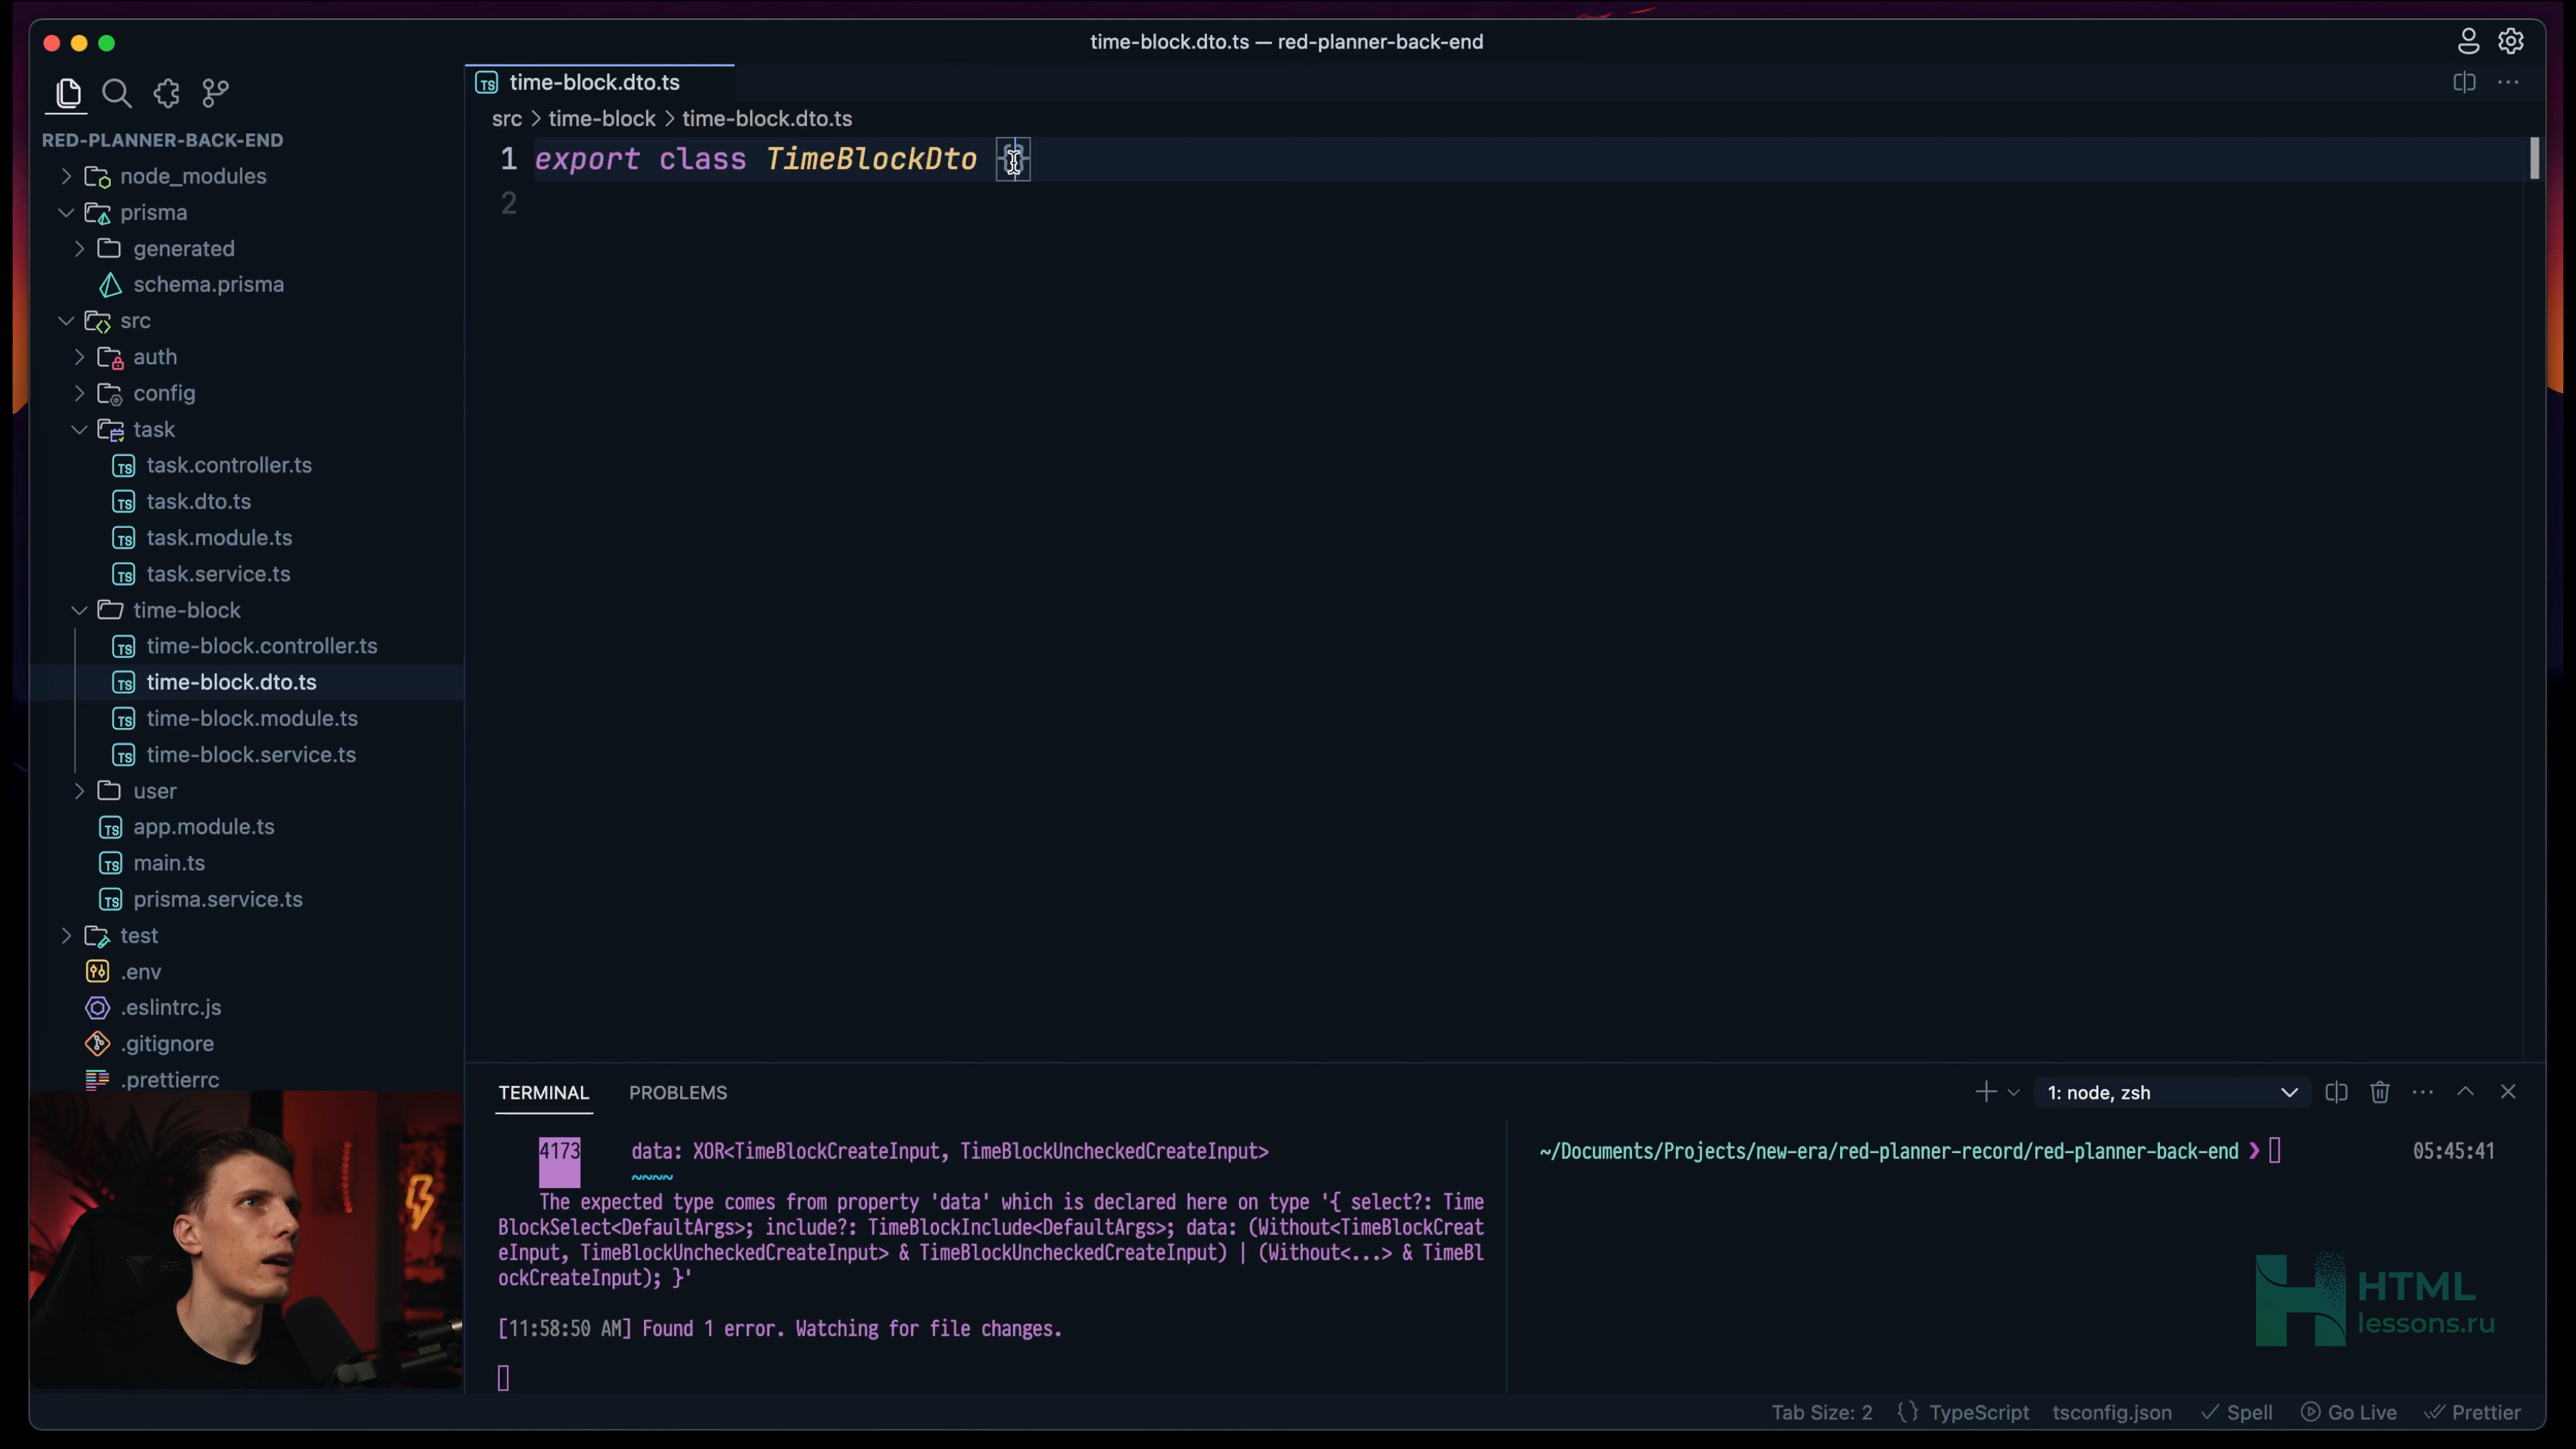 time-block.dto.ts — red-planner-back-end
RED-PLANNER-BACK-END
node_modules
prisma
generated
schema.prisma
src
auth
config
task
task.controller.ts
task.dto.ts
task.module.ts
task.service.ts
time-block
time-block.controller.ts
time-block.dto.ts
time-block.module.ts
time-block.service.ts
user
app.module.ts
main.ts
prisma.service.ts
test
.env
.eslintrc.js
.gitignore
.prettierrc
time-block.dto.ts
src > time-block > time-block.dto.ts
1 export class TimeBlockDto {}
2
TERMINAL PROBLEMS
1: node, zsh
4173 data: XOR<TimeBlockCreateInput, TimeBlockUncheckedCreateInput>
~~~~
The expected type comes from property 'data' which is declared here on type '{ select?: Time
BlockSelect<DefaultArgs>; include?: TimeBlockInclude<DefaultArgs>; data: (Without<TimeBlockCreat
eInput, TimeBlockUncheckedCreateInput> & TimeBlockUncheckedCreateInput) | (Without<...> & TimeBl
ockCreateInput); }'
[11:58:50 AM] Found 1 error. Watching for file changes.
~/Documents/Projects/new-era/red-planner-record/red-planner-back-end ❯ 05:45:41
HTML
lessons.ru
Tab Size: 2 {} TypeScript tsconfig.json Spell Go Live Prettier